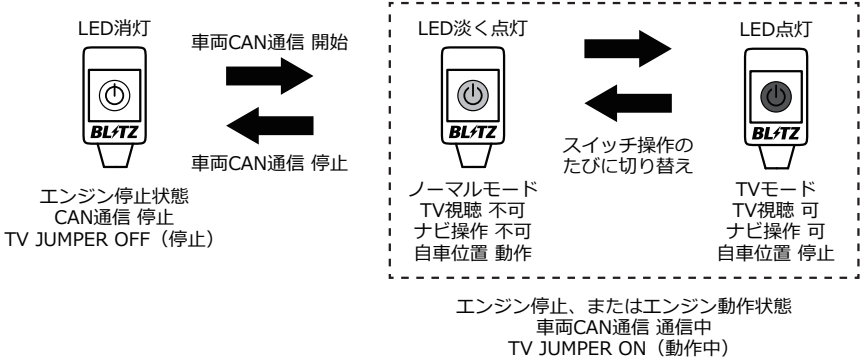 LED消灯
BLITZ
エンジン停止状態
CAN通信 停止
TV JUMPER OFF（停止）
車両CAN通信 開始
車両CAN通信 停止
LED淡く点灯
BLITZ
ノーマルモード
TV視聴 不可
ナビ操作 不可
自車位置 動作
スイッチ操作の
たびに切り替え
LED点灯
BLITZ
TVモード
TV視聴 可
ナビ操作 可
自車位置 停止
エンジン停止、またはエンジン動作状態
車両CAN通信 通信中
TV JUMPER ON（動作中）